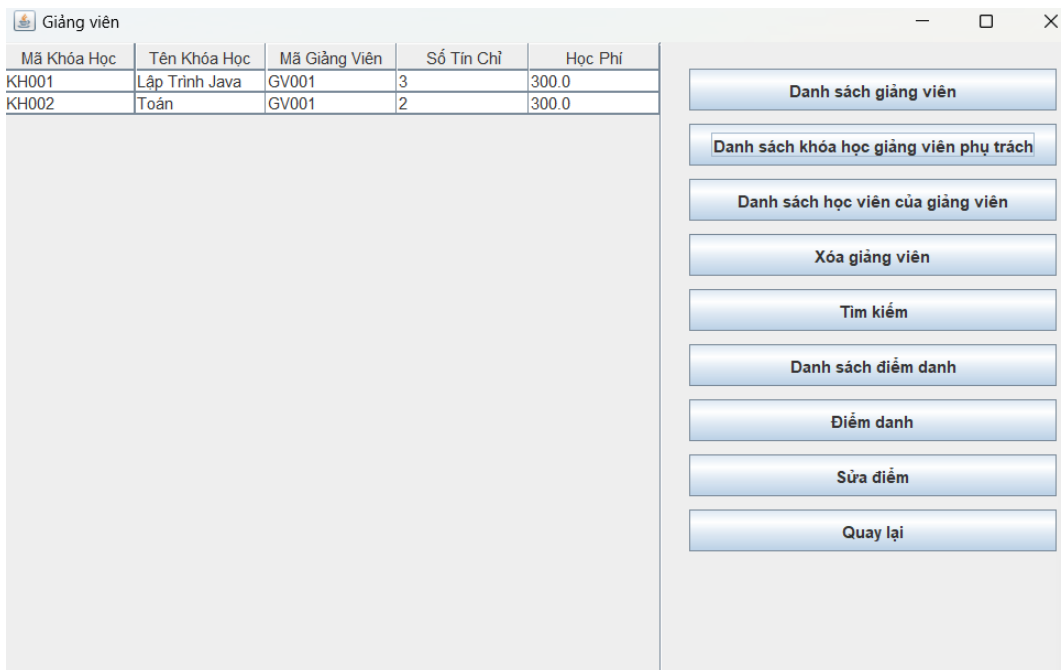 Giảng viên
Mã Khóa Học Tên Khóa Học Mã Giảng Viên Số Tín Chỉ Học Phí
KH001 Lập Trình Java GV001 3 300.0
KH002 Toán GV001 2 300.0
Danh sách giảng viên
Danh sách khóa học giảng viên phụ trách
Danh sách học viên của giảng viên
Xóa giảng viên
Tìm kiếm
Danh sách điểm danh
Điểm danh
Sửa điểm
Quay lại